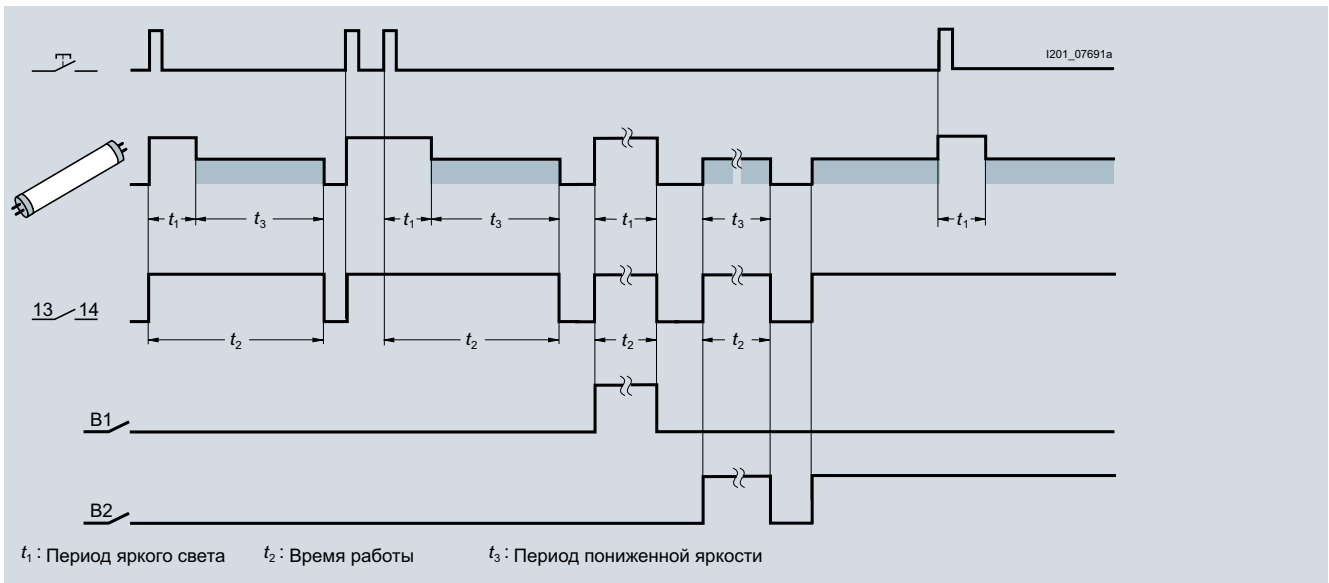 I201_07691a
t₁ t₃ t₁ t₃ t₁ t₃ t₁
13 14
t₂ t₂ t₂ t₂
B1
B2
t₁: Период яркого света t₂: Время работы t₃: Период пониженной яркости